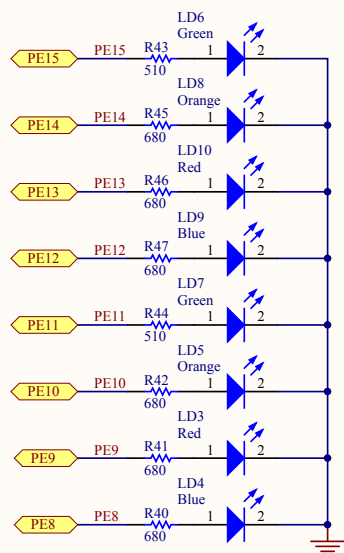 LD6
Green
PE15 PE15 R43 1 2
510
LD8
Orange
PE14 PE14 R45 1 2
680
LD10
Red
PE13 PE13 R46 1 2
680
LD9
Blue
PE12 PE12 R47 1 2
680
LD7
Green
PE11 PE11 R44 1 2
510
LD5
Orange
PE10 PE10 R42 1 2
680
LD3
Red
PE9 PE9 R41 1 2
680
LD4
Blue
PE8 PE8 R40 1 2
680